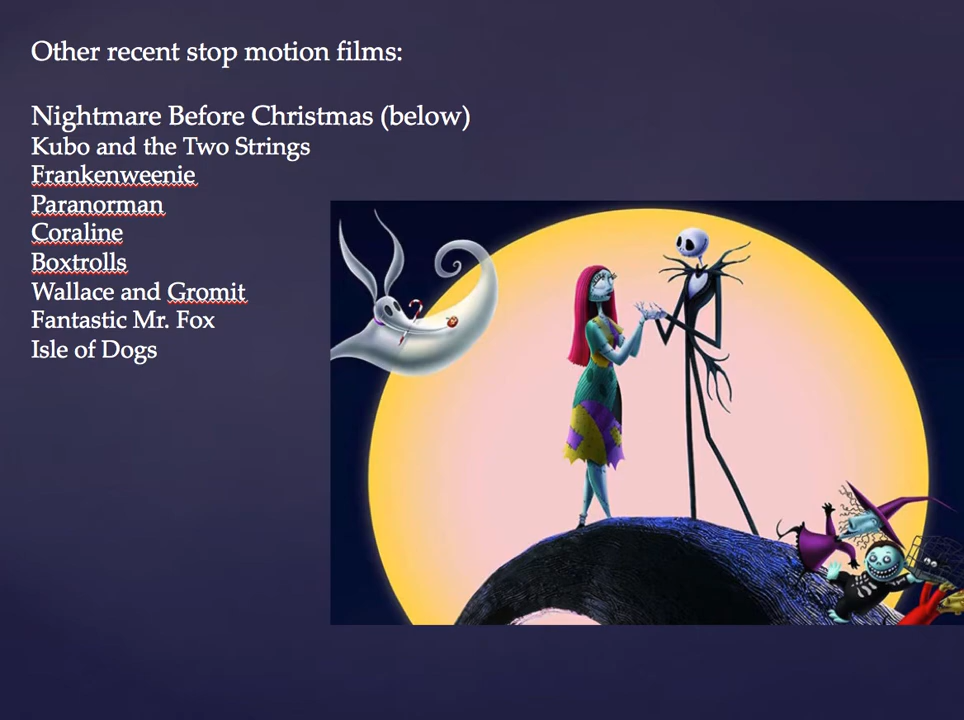 Other recent stop motion films:
Nightmare Before Christmas (below)
Kubo and the Two Strings
Frankenweenie
Paranorman
Coraline
Boxtrolls
Wallace and Gromit
Fantastic Mr. Fox
Isle of Dogs